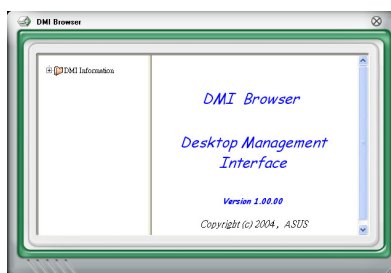 DMI Browser
DMI Information
DMI Browser
Desktop Management
Interface
Version 1.00.00
Copyright (c) 2004, ASUS